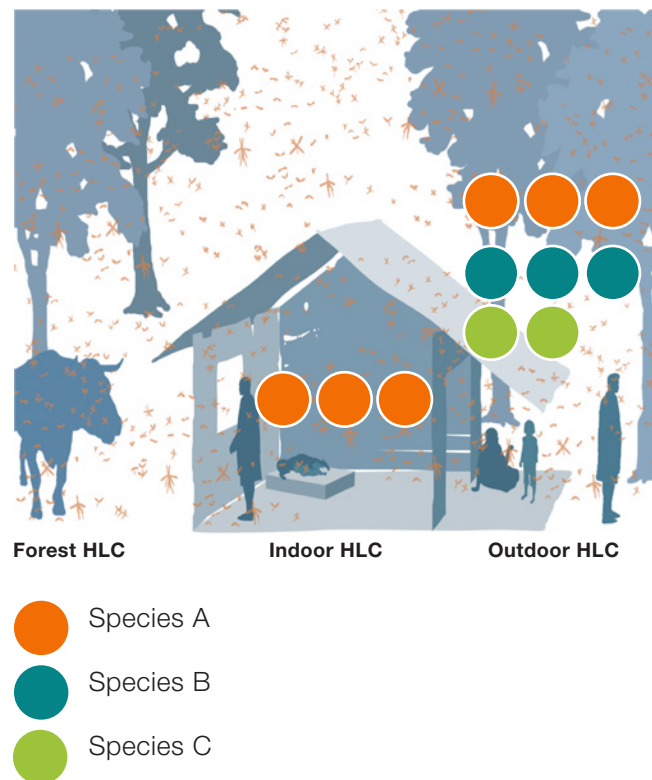 Forest HLC
Indoor HLC
Outdoor HLC
Species A
Species B
Species C